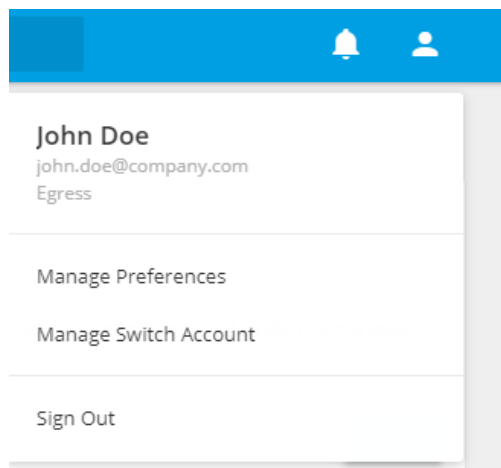 John Doe
john.doe@company.com
Egress
Manage Preferences
Manage Switch Account
Sign Out